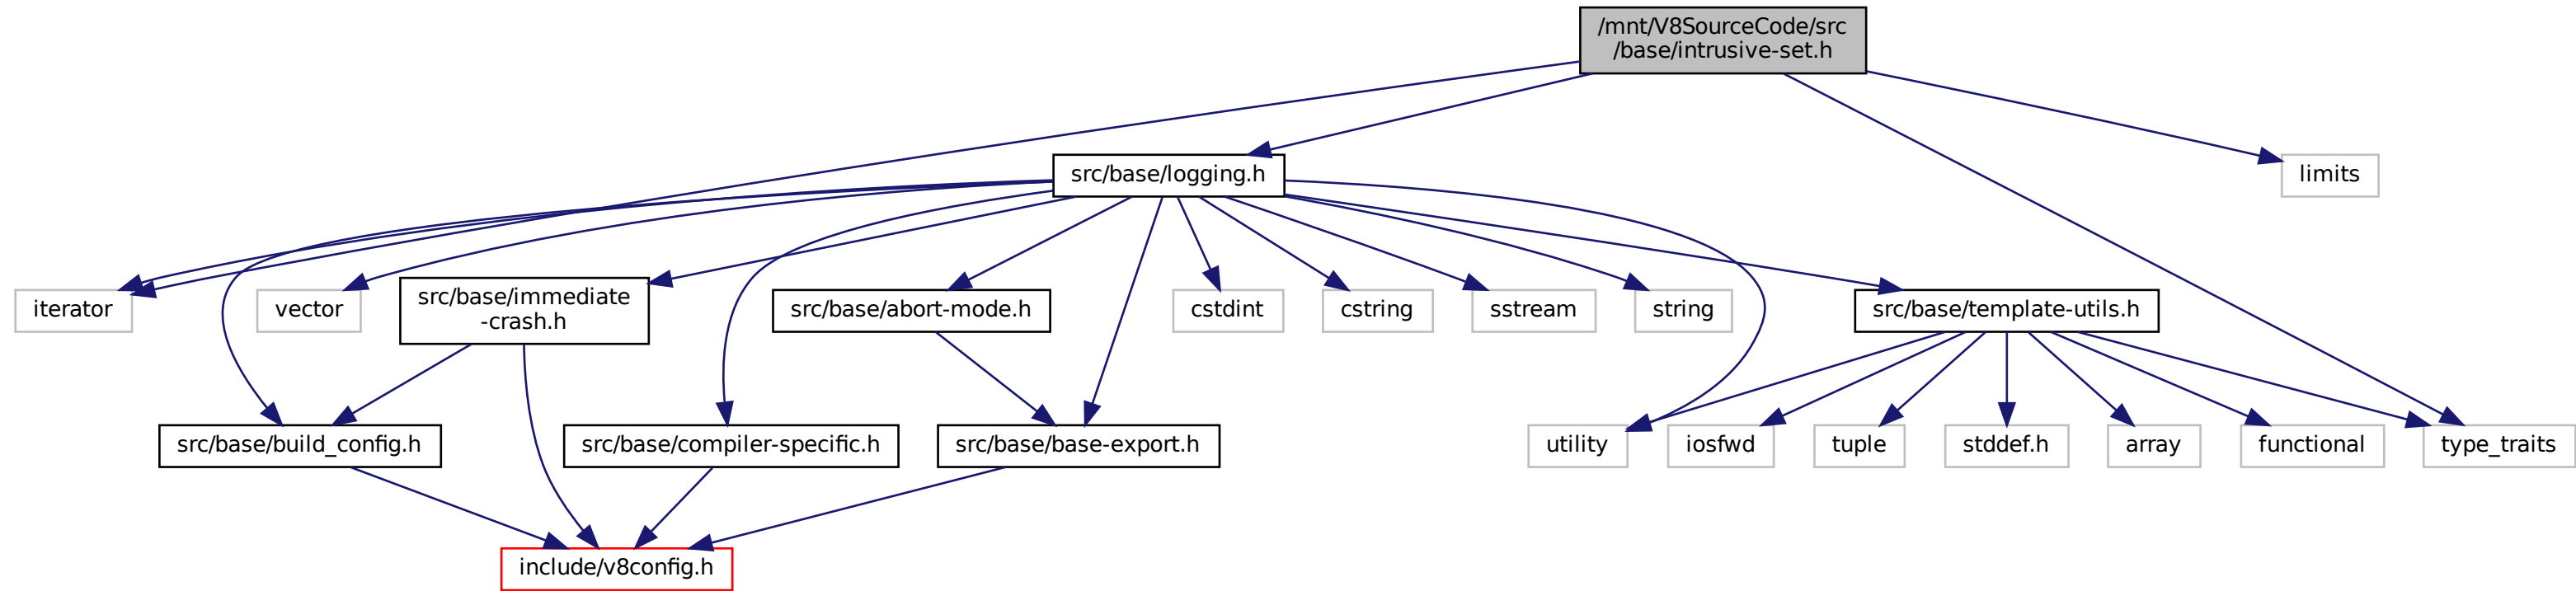 /mnt/V8SourceCode/src
/base/intrusive-set.h
src/base/logging.h
limits
iterator
vector
src/base/immediate
-crash.h
src/base/abort-mode.h
cstdint
cstring
sstream
string
src/base/template-utils.h
src/base/build_config.h
src/base/compiler-specific.h
src/base/base-export.h
utility
iosfwd
tuple
stddef.h
array
functional
type_traits
include/v8config.h